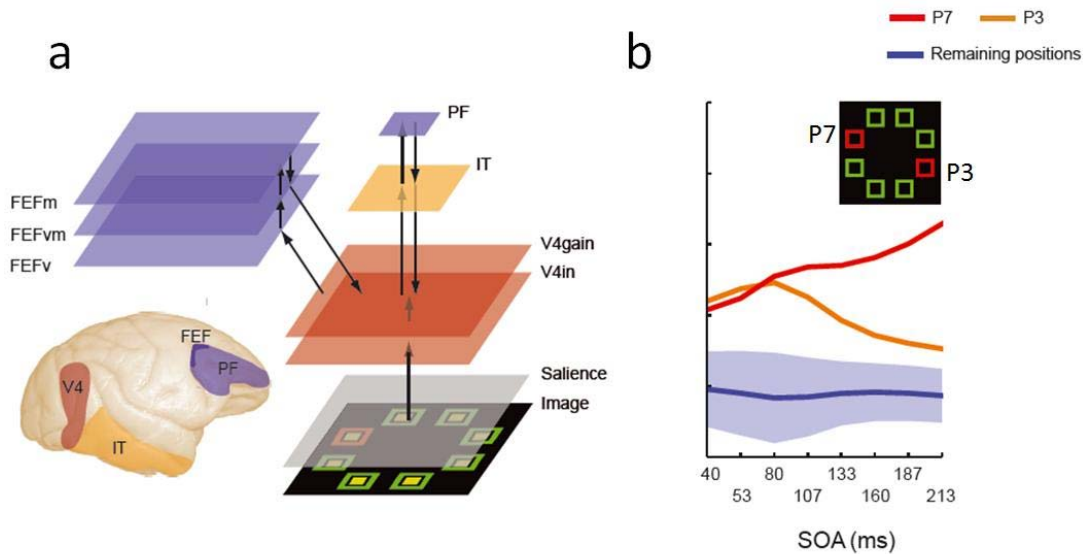 a
PF
IT
FEFm
FEFvm
FEFv
V4gain
V4in
Salience
Image
FEF
PF
V4
IT
b
P7 P3
Remaining positions
P7
P3
40 80 133 187
53 107 160 213
SOA (ms)